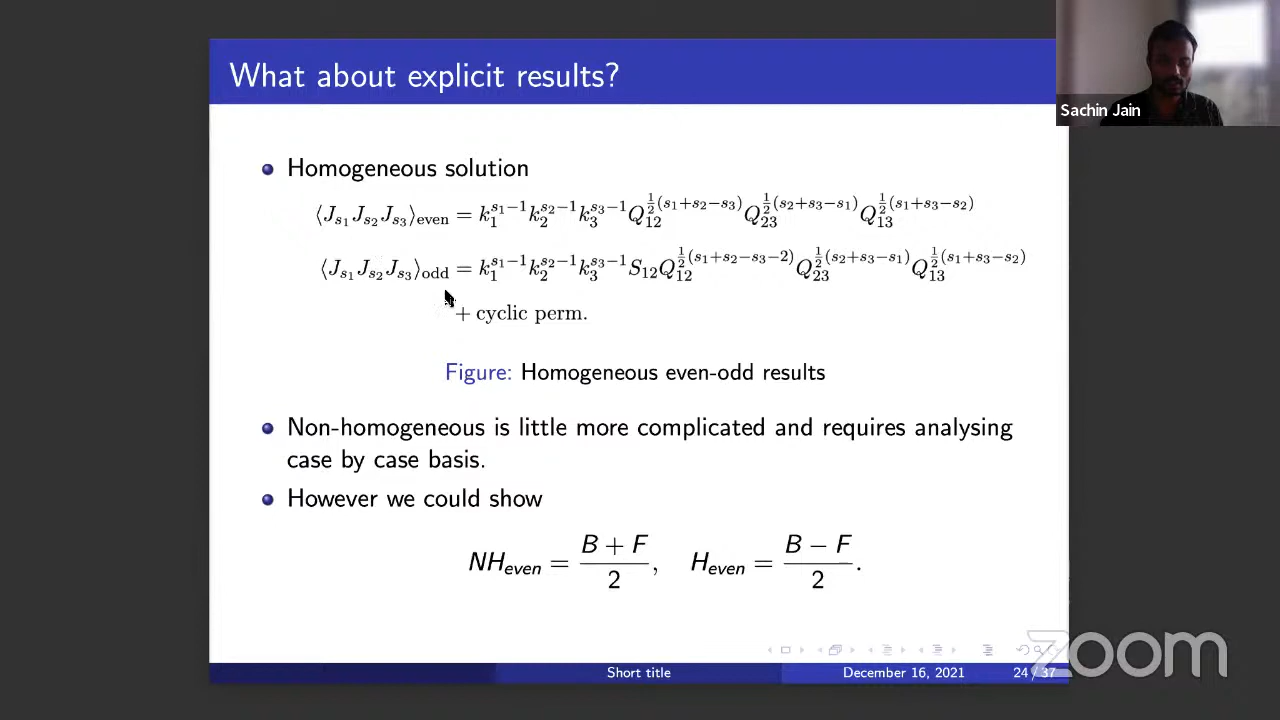 What about explicit results?
Sachin Jain
Homogeneous solution
⟨J_{s_1} J_{s_2} J_{s_3}⟩_{even} = k_1^{s_1-1} k_2^{s_2-1} k_3^{s_3-1} Q_{12}^{\frac{1}{2}(s_1+s_2-s_3)} Q_{23}^{\frac{1}{2}(s_2+s_3-s_1)} Q_{13}^{\frac{1}{2}(s_1+s_3-s_2)}
⟨J_{s_1} J_{s_2} J_{s_3}⟩_{odd} = k_1^{s_1-1} k_2^{s_2-1} k_3^{s_3-1} S_{12} Q_{12}^{\frac{1}{2}(s_1+s_2-s_3-2)} Q_{23}^{\frac{1}{2}(s_2+s_3-s_1)} Q_{13}^{\frac{1}{2}(s_1+s_3-s_2)}
+ cyclic perm.
Figure: Homogeneous even-odd results
Non-homogeneous is little more complicated and requires analysing
case by case basis.
However we could show
NH_{even} = \frac{B + F}{2}, H_{even} = \frac{B - F}{2}.
zoom
Short title
December 16, 2021
24 / 37